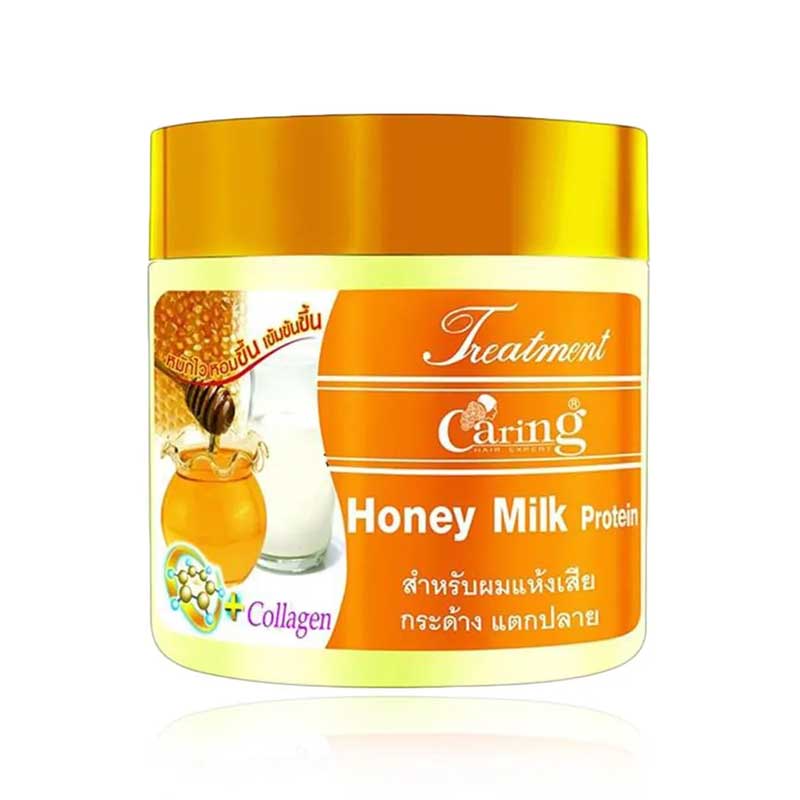 Treatment
หมักไว หอมขึ้น เข้มข้นขึ้น
Caring®
HAIR EXPERT
Honey Milk Protein
สำหรับผมแห้งเสีย
กระด้าง แตกปลาย
+Collagen